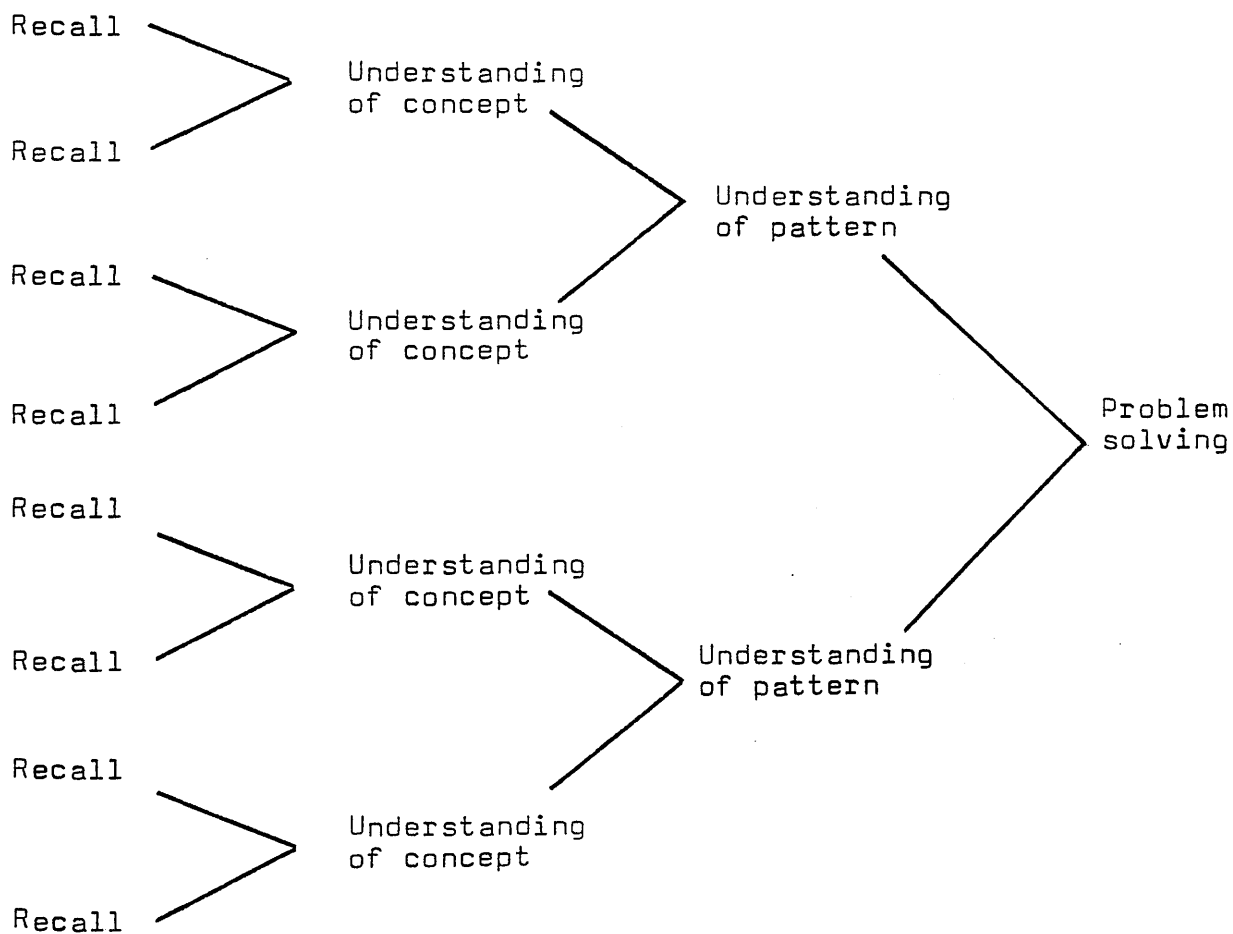 Recall
Recall
Recall
Recall
Recall
Recall
Recall
Recall
Understanding
of concept
Understanding
of concept
Understanding
of concept
Understanding
of concept
Understanding
of pattern
Understanding
of pattern
Problem
solving